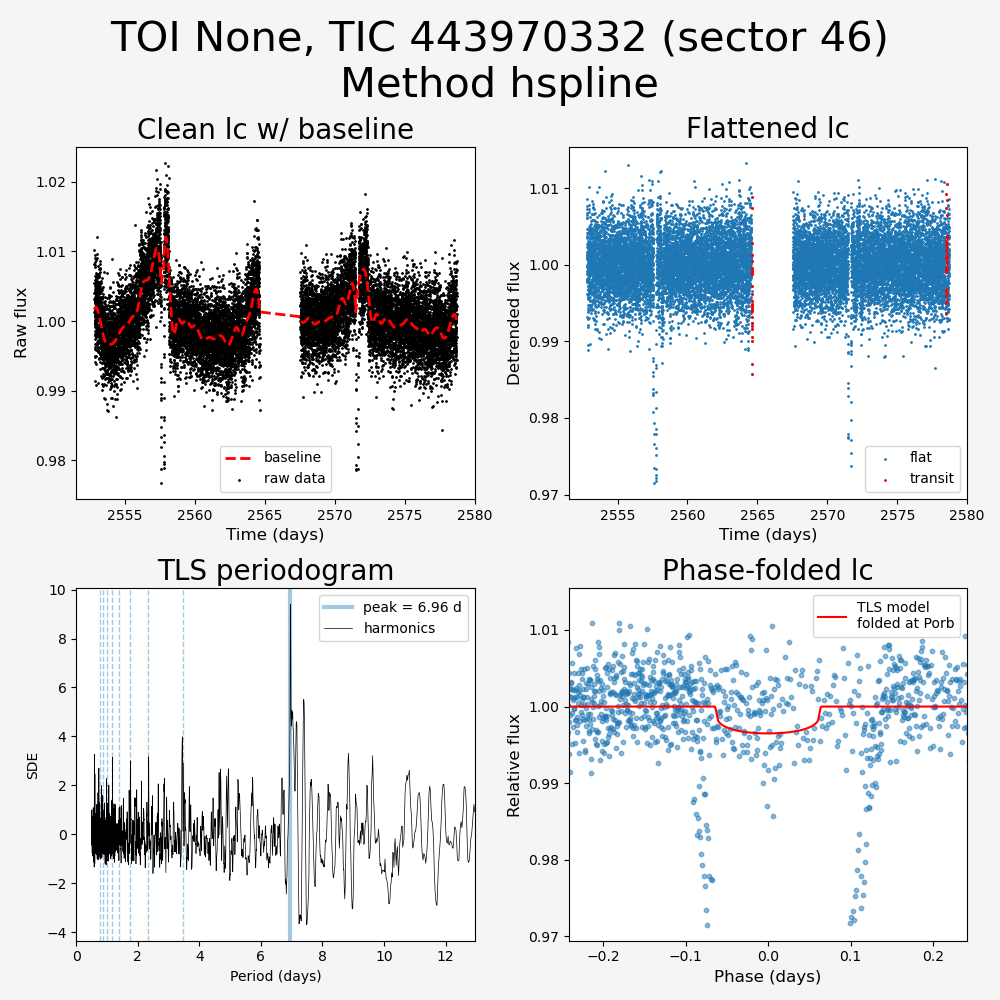 TOI None, TIC 443970332 (sector 46)
Method hspline
Clean lc w/ baseline
Raw flux
1.02
1.01
1.00
0.99
0.98
baseline
raw data
2555
2560
2565
2570
2575
2580
Time (days)
Flattened lc
Detrended flux
1.01
1.00
0.99
0.98
0.97
flat
transit
2555
2560
2565
2570
2575
2580
Time (days)
TLS periodogram
SDE
10
8
6
4
2
0
−2
−4
peak = 6.96 d
harmonics
0
2
4
6
8
10
12
Period (days)
Phase-folded lc
Relative flux
1.01
1.00
0.99
0.98
0.97
TLS model
folded at Porb
−0.2
−0.1
0.0
0.1
0.2
Phase (days)